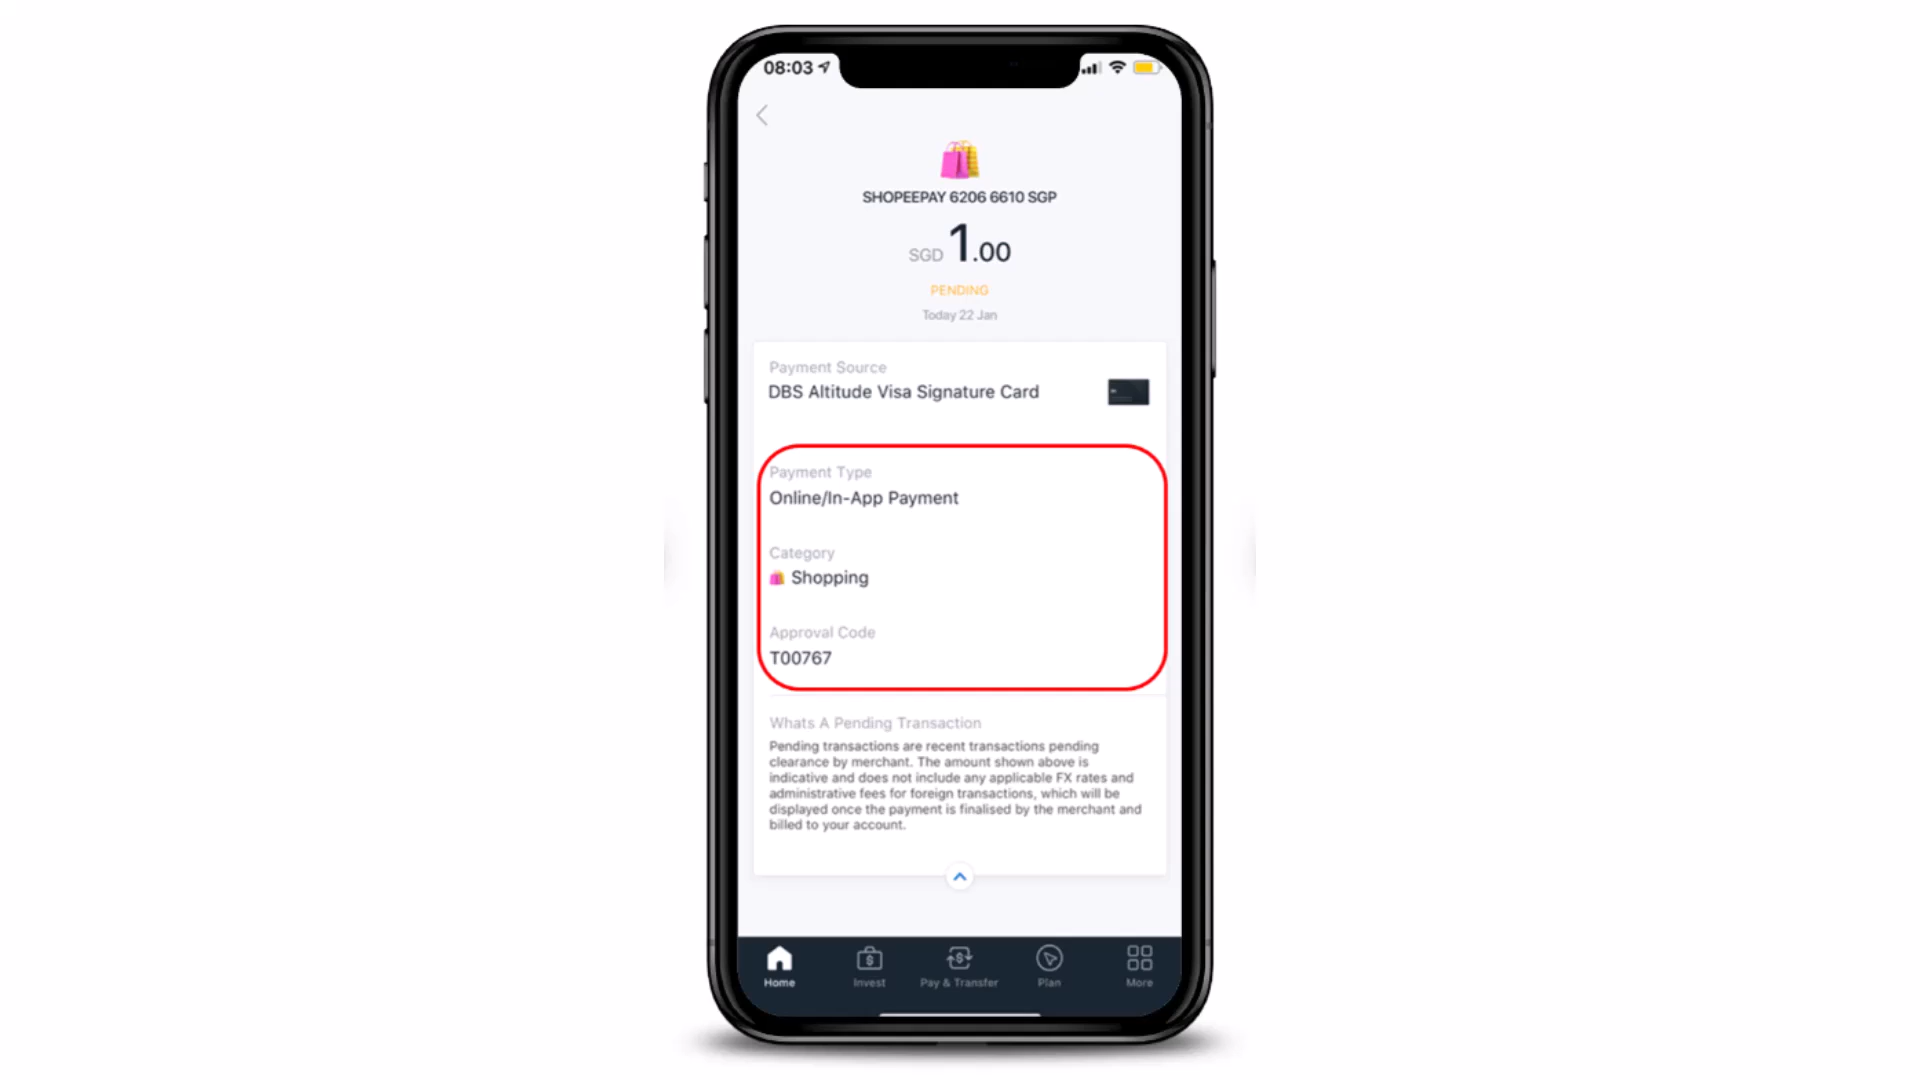 08:03
SHOPEEPAY 6206 6610 SGP
SGD 1.00
PENDING
Today 22 Jan
Payment Source
DBS Altitude Visa Signature Card
Payment Type
Online/In-App Payment
Category
Shopping
Approval Code
T00767
Whats A Pending Transaction
Pending transactions are recent transactions pending
clearance by merchant. The amount shown above is
indicative and does not include any applicable FX rates and
administrative fees for foreign transactions, which will be
displayed once the payment is finalised by the merchant and
billed to your account.
Home
Invest
Pay & Transfer
Plan
More